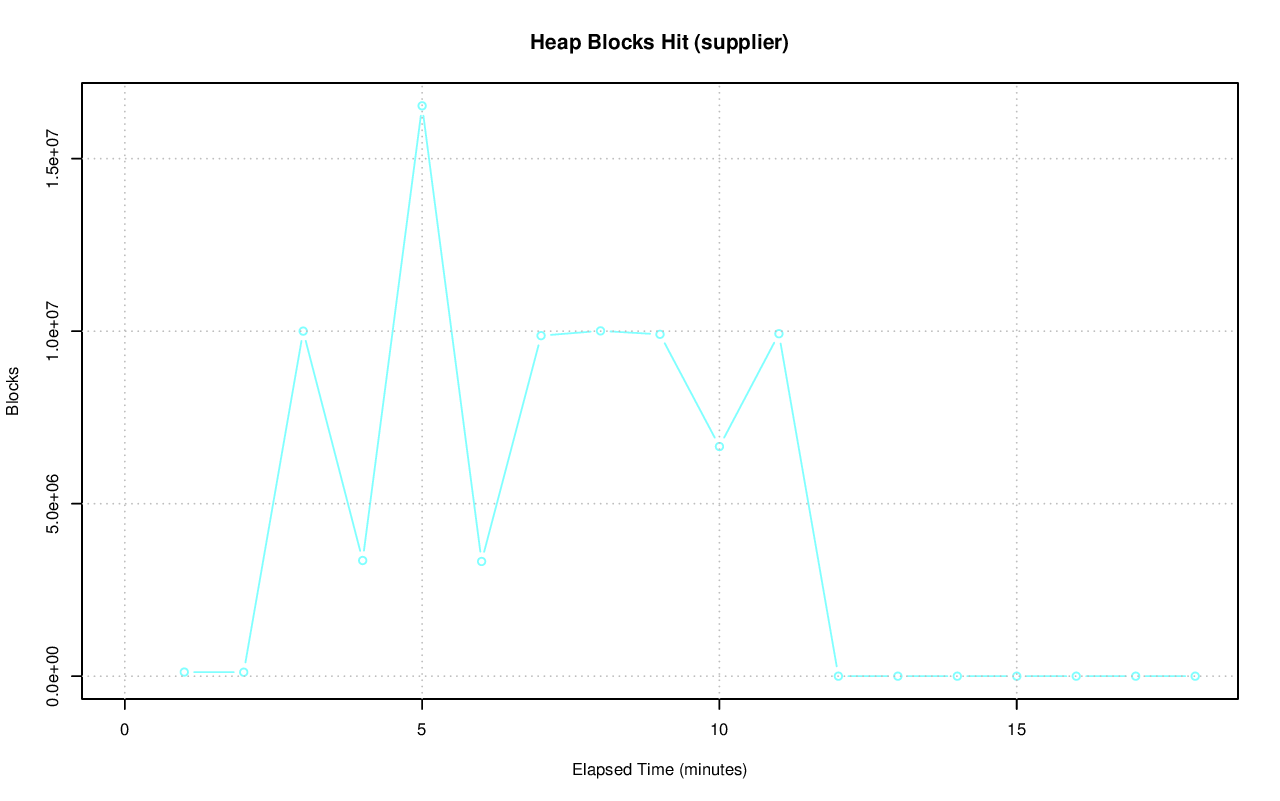 Heap Blocks Hit (supplier)
1.5e+07
1.0e+07
5.0e+06
0.0e+00
Blocks
0 5 10 15
Elapsed Time (minutes)